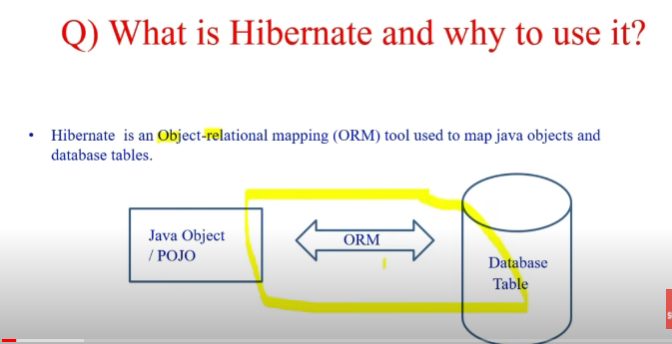 Q) What is Hibernate and why to use it?
• Hibernate is an Object-relational mapping (ORM) tool used to map java objects and
database tables.
Java Object
/ POJO
ORM
Database
Table
S